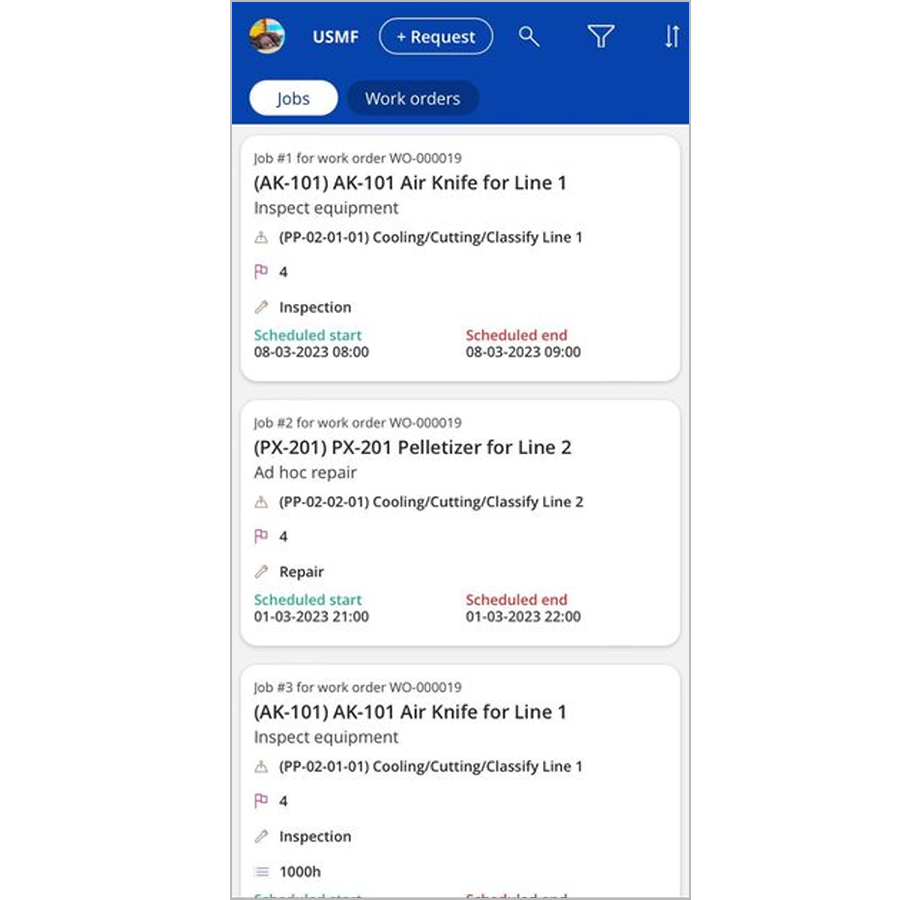 USMF + Request
Jobs Work orders
Job #1 for work order WO-000019
(AK-101) AK-101 Air Knife for Line 1
Inspect equipment
(PP-02-01-01) Cooling/Cutting/Classify Line 1
4
Inspection
Scheduled start Scheduled end
08-03-2023 08:00 08-03-2023 09:00
Job #2 for work order WO-000019
(PX-201) PX-201 Pelletizer for Line 2
Ad hoc repair
(PP-02-02-01) Cooling/Cutting/Classify Line 2
4
Repair
Scheduled start Scheduled end
01-03-2023 21:00 01-03-2023 22:00
Job #3 for work order WO-000019
(AK-101) AK-101 Air Knife for Line 1
Inspect equipment
(PP-02-01-01) Cooling/Cutting/Classify Line 1
4
Inspection
1000h
Scheduled start Scheduled end